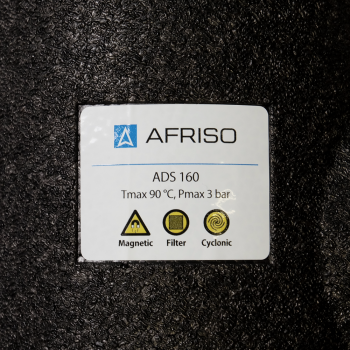 AFRISO
ADS 160
Tmax 90 °C, Pmax 3 bar
Magnetic Filter Cyclonic